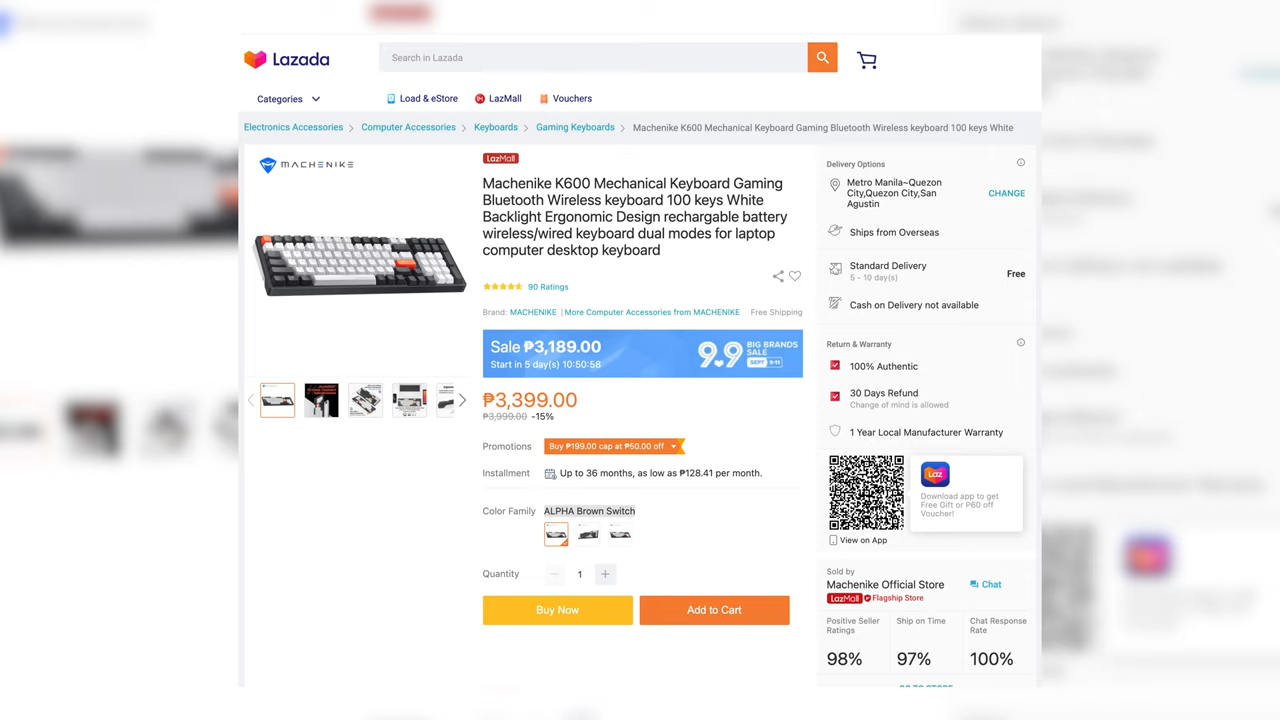 Lazada
Search in Lazada
Categories
Load & eStore
LazMall
Vouchers
Electronics Accessories
Computer Accessories
Keyboards
Gaming Keyboards
Machenike K600 Mechanical Keyboard Gaming Bluetooth Wireless keyboard 100 keys White
MACHENIKE
LazMall
Machenike K600 Mechanical Keyboard Gaming
Bluetooth Wireless keyboard 100 keys White
Backlight Ergonomic Design rechargable battery
wireless/wired keyboard dual modes for laptop
computer desktop keyboard
90 Ratings
Brand: MACHENIKE | More Computer Accessories from MACHENIKE
Free Shipping
Sale ₱3,189.00
Start in 5 day(s) 10:50:58
9.9 BIG BRANDS
SALE
SEPT 9-11
₱3,399.00
₱3,999.00 -15%
Promotions
Buy ₱199.00 cap at ₱50.00 off
Installment
Up to 36 months, as low as ₱128.41 per month.
Color Family
ALPHA Brown Switch
Quantity
1
Buy Now
Add to Cart
Delivery Options
Metro Manila~Quezon
City,Quezon City,San
Agustin
CHANGE
Ships from Overseas
Standard Delivery
5 - 10 day(s)
Free
Cash on Delivery not available
Return & Warranty
100% Authentic
30 Days Refund
Change of mind is allowed
1 Year Local Manufacturer Warranty
Laz
Download app to get
Free Gift or P60 off
Voucher!
View on App
Sold by
Machenike Official Store
Chat
LazMall Flagship Store
Positive Seller
Ratings
98%
Ship on Time
97%
Chat Response
Rate
100%
GO TO STORE